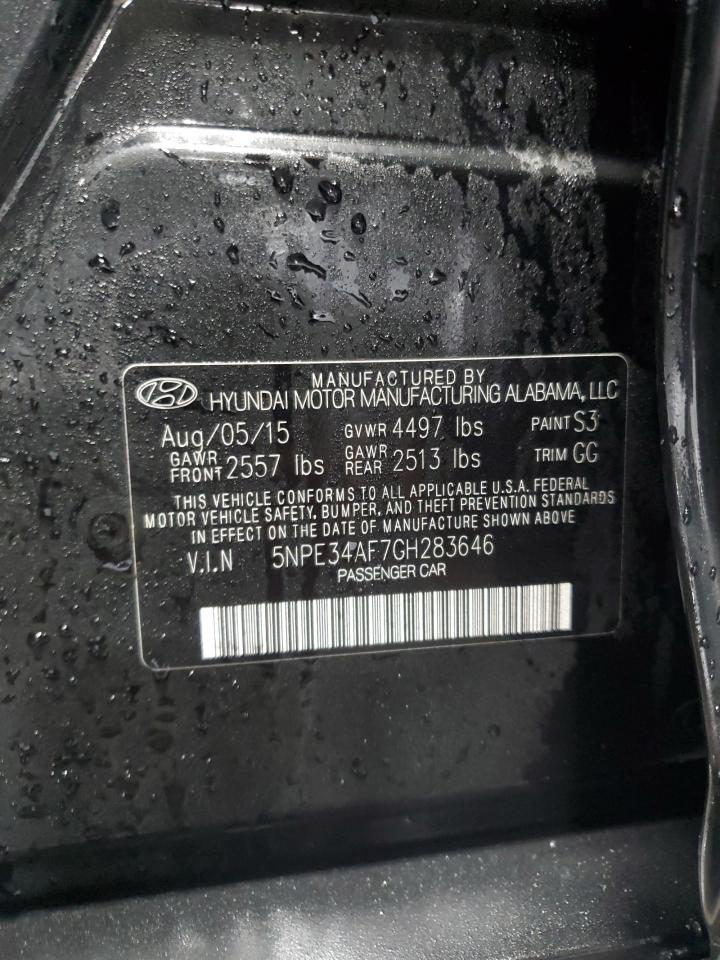 MANUFACTURED BY
HYUNDAI MOTOR MANUFACTURING ALABAMA, LLC
Aug/05/15 GVWR 4497 lbs PAINT S3
GAWR FRONT 2557 lbs GAWR REAR 2513 lbs TRIM GG
THIS VEHICLE CONFORMS TO ALL APPLICABLE U.S.A. FEDERAL
MOTOR VEHICLE SAFETY, BUMPER, AND THEFT PREVENTION STANDARDS
IN EFFECT ON THE DATE OF MANUFACTURE SHOWN ABOVE
V.I.N 5NPE34AF7GH283646
PASSENGER CAR